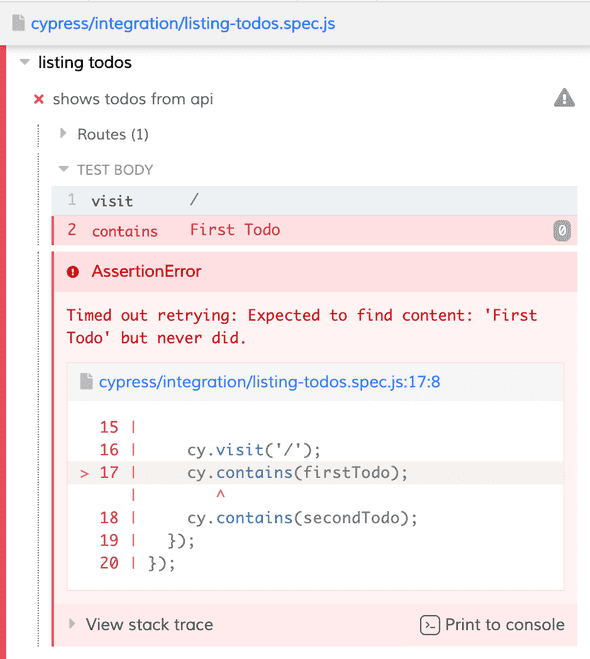 cypress/integration/listing-todos.spec.js
listing todos
shows todos from api
Routes (1)
TEST BODY
1 visit /
2 contains First Todo 0
AssertionError
Timed out retrying: Expected to find content: 'First
Todo' but never did.
cypress/integration/listing-todos.spec.js:17:8
15 |
16 | cy.visit('/');
> 17 | cy.contains(firstTodo);
| ^
18 | cy.contains(secondTodo);
19 | });
20 | });
View stack trace Print to console